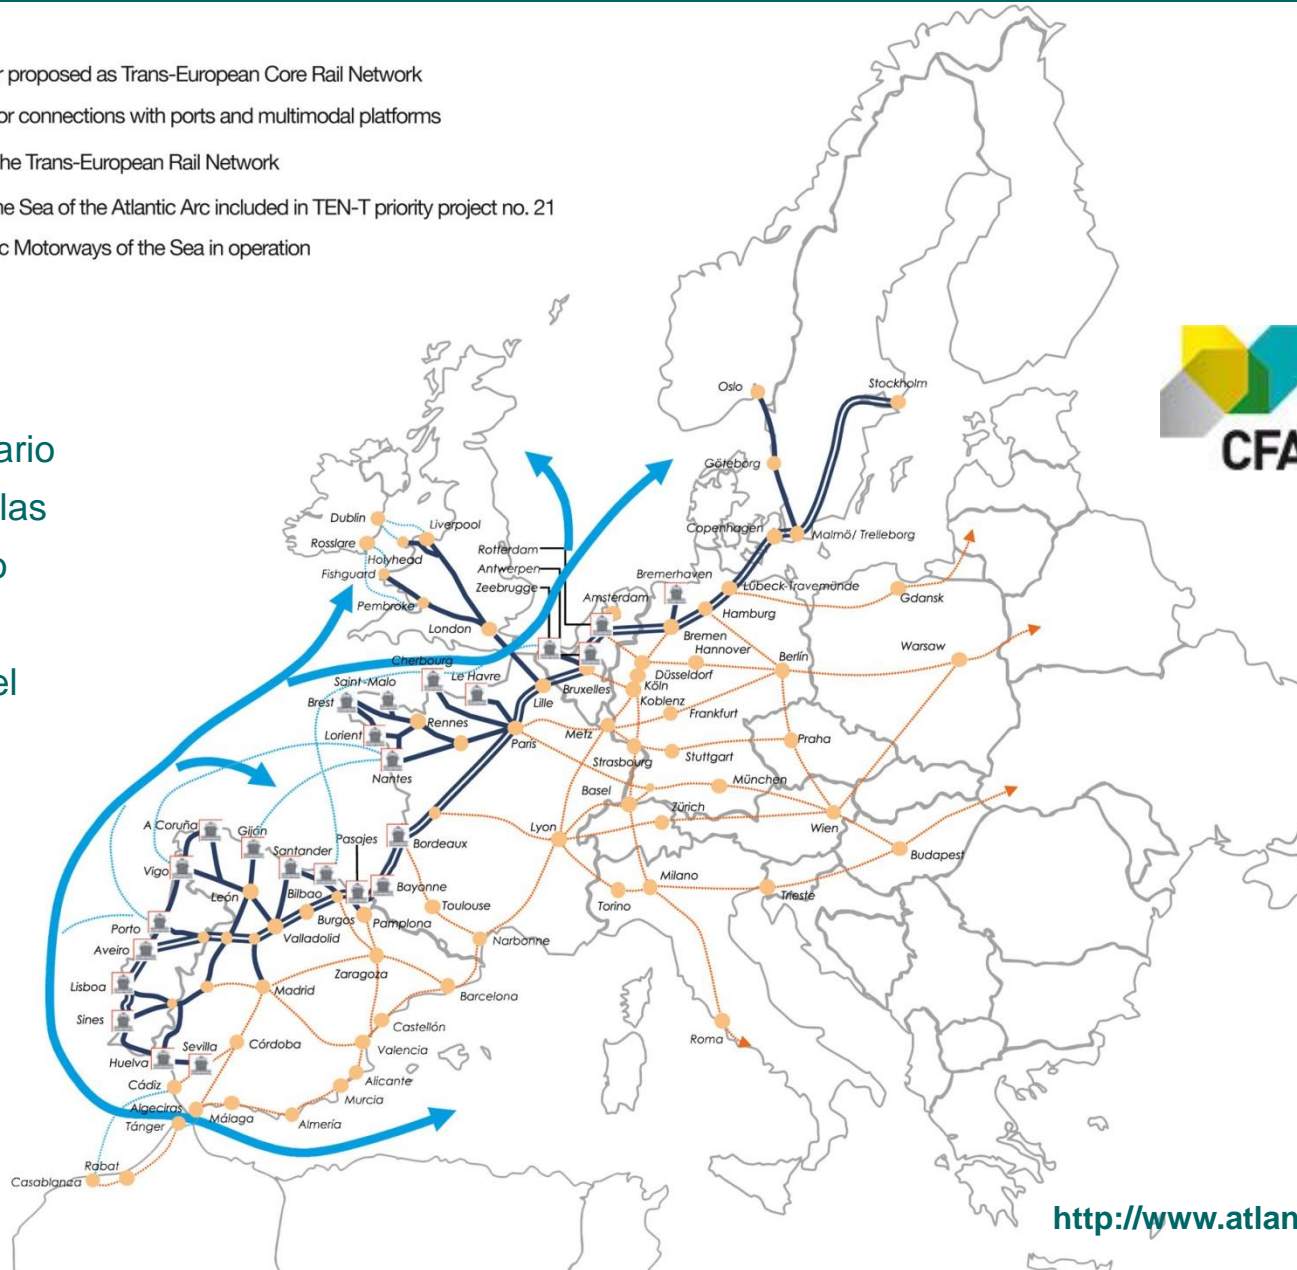 r proposed as Trans-European Core Rail Network
or connections with ports and multimodal platforms
he Trans-European Rail Network
ne Sea of the Atlantic Arc included in TEN-T priority project no. 21
c Motorways of the Sea in operation
CFA
ario
las
o
el
Oslo
Stockholm
Göteborg
Copenhagen
Malmö/ Trelleborg
Dublin
Liverpool
Rosslare
Holyhead
Fishguard
Pembroke
London
Rotterdam
Antwerpen
Zeebrugge
Amsterdam
Bremerhaven
Lübeck-Travemünde
Hamburg
Gdansk
Bremen
Hannover
Berlín
Warsaw
Cherbourg
Le Havre
Saint-Malo
Brest
Rennes
Lorient
Nantes
París
Lille
Bruxelles
Düsseldorf
Köln
Koblenz
Frankfurt
Metz
Strasbourg
Stuttgart
Praha
München
Basel
Zürich
Wien
Budapest
Lyon
Milano
Torino
Trieste
Roma
A Coruña
Gijón
Santander
Pasajes
Bordeaux
Vigo
León
Bilbao
Bayonne
Burgos
Pamplona
Toulouse
Porto
Valladolid
Narbonne
Aveiro
Zaragoza
Lisboa
Madrid
Barcelona
Sines
Castellón
Sevilla
Córdoba
Valencia
Huelva
Alicante
Cádiz
Murcia
Algeciras
Málaga
Almería
Tánger
Rabat
Casablanca
http://www.atlan